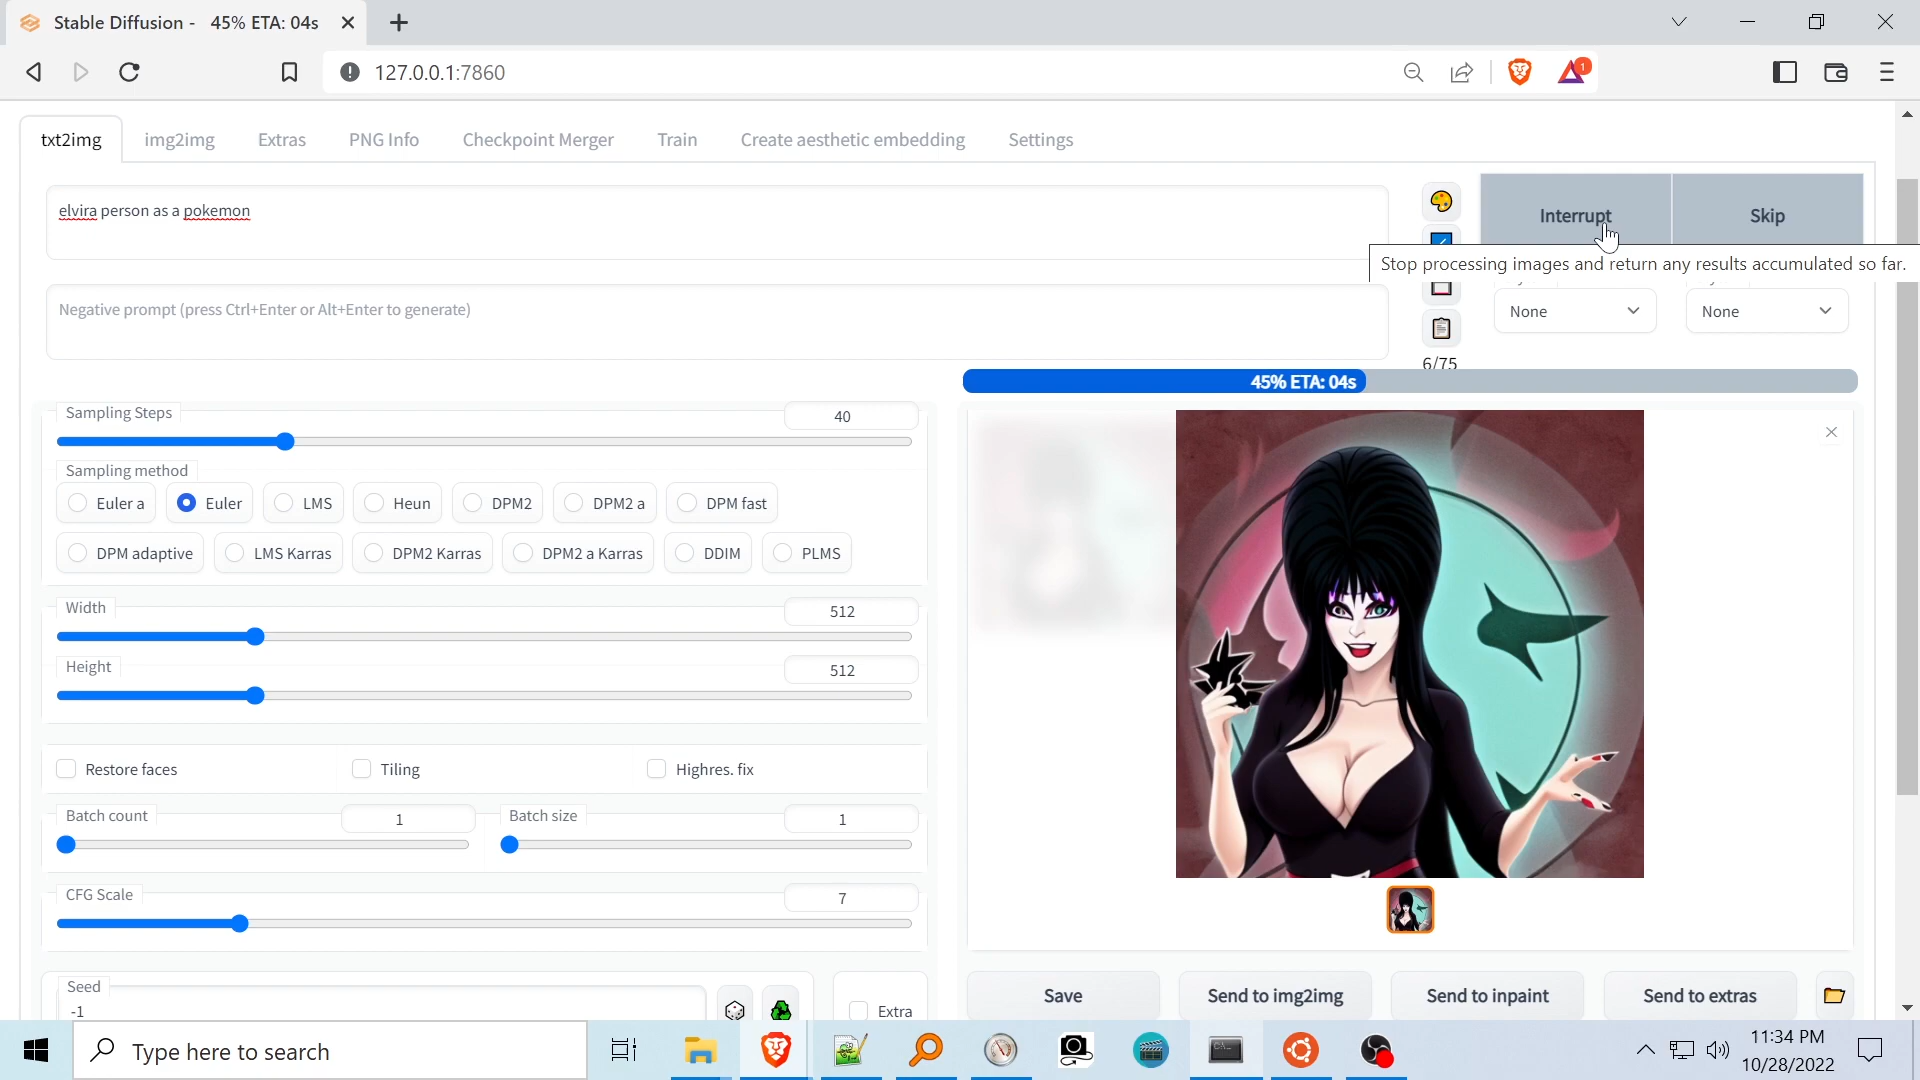 Stable Diffusion - 45% ETA: 04s
127.0.0.1:7860
1
txt2img img2img Extras PNG Info Checkpoint Merger Train Create aesthetic embedding Settings
elvira person as a pokemon
Interrupt Skip
Stop processing images and return any results accumulated so far.
Negative prompt (press Ctrl+Enter or Alt+Enter to generate)
None None
6/75
45% ETA: 04s
Sampling Steps 40
Sampling method
Euler a Euler LMS Heun DPM2 DPM2 a DPM fast
DPM adaptive LMS Karras DPM2 Karras DPM2 a Karras DDIM PLMS
Width 512
Height 512
Restore faces Tiling Highres. fix
Batch count 1 Batch size 1
CFG Scale 7
Seed
-1
Extra
Save Send to img2img Send to inpaint Send to extras
Type here to search
11:34 PM
10/28/2022